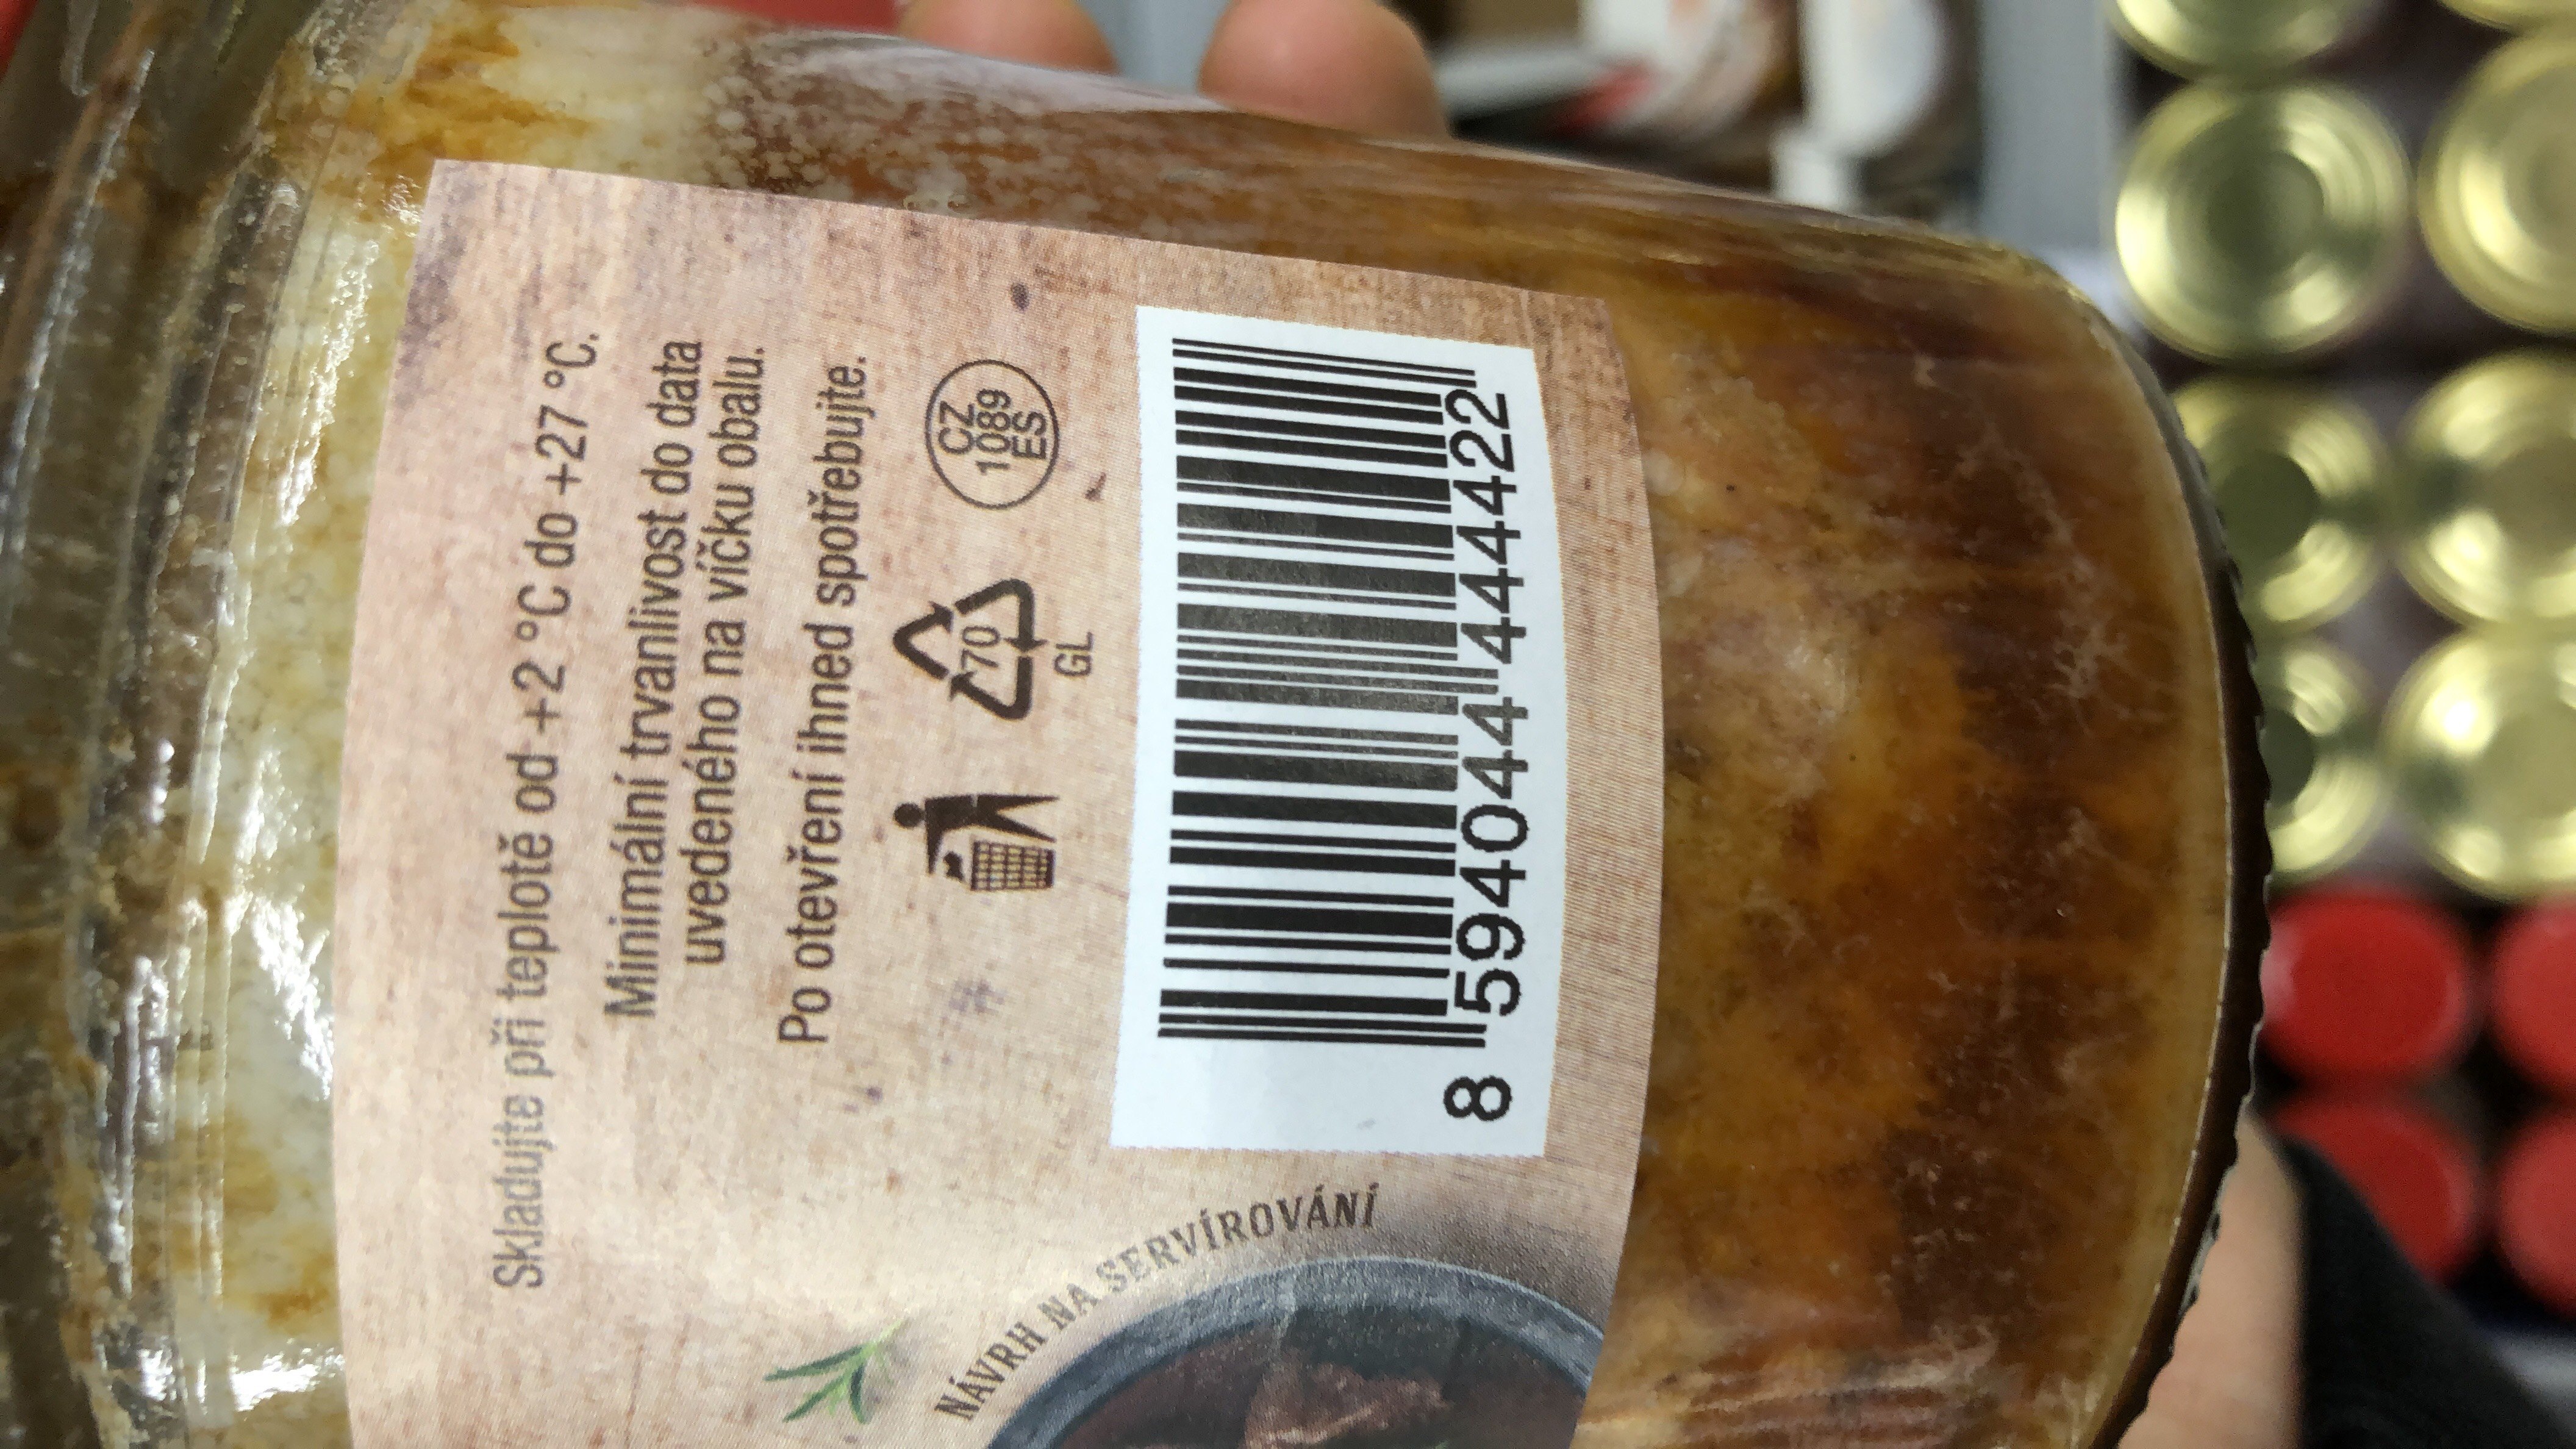 Skladujte při teplotě od +2 °C do +27 °C.
Minimální trvanlivost do data
uvedeného na víčku obalu.
Po otevření ihned spotřebujte.
70
GL
CZ
1089
ES
8 594044 444422
NÁVRH NA SERVÍROVÁNÍ